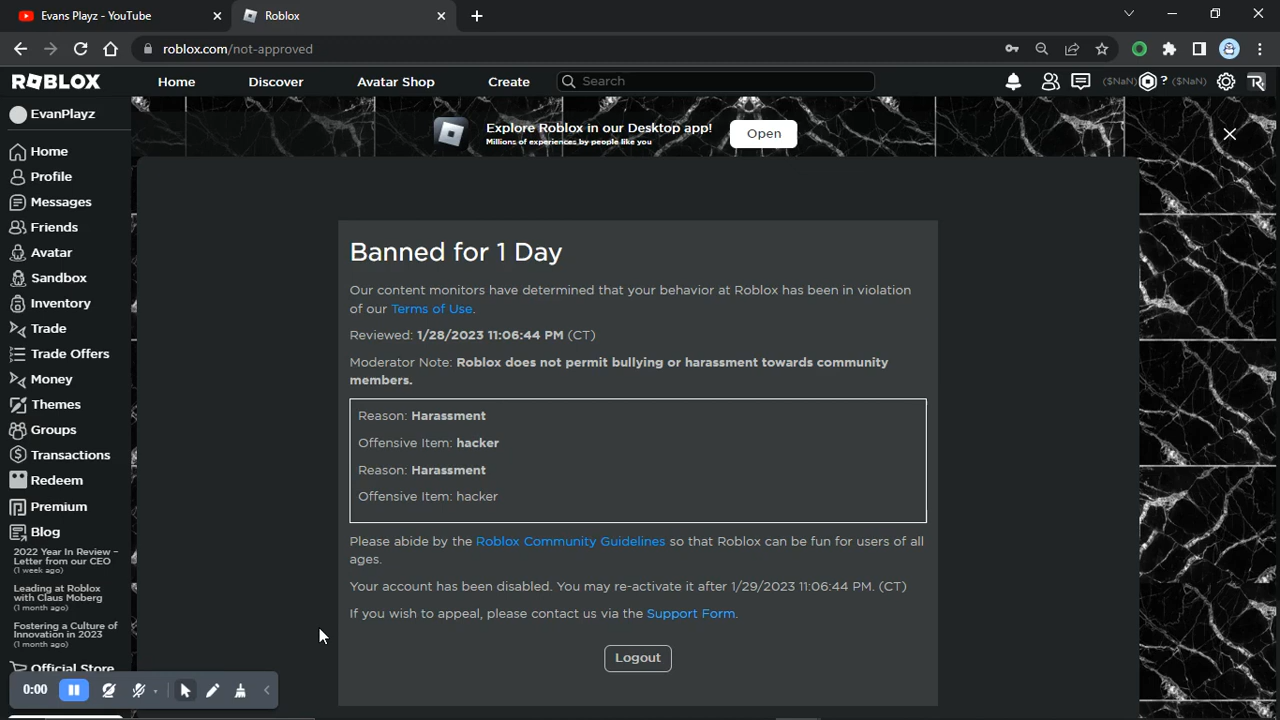 Evans Playz - YouTube
Roblox
roblox.com/not-approved
ROBLOX
Home
Discover
Avatar Shop
Create
Search
($NaN)
?
($NaN)
EvanPlayz
Explore Roblox in our Desktop app!
Millions of experiences by people like you
Open
Home
Profile
Messages
Friends
Avatar
Sandbox
Inventory
Trade
Trade Offers
Money
Themes
Groups
Transactions
Redeem
Premium
Blog
2022 Year In Review –
Letter from our CEO
(1 week ago)
Leading at Roblox
with Claus Moberg
(1 month ago)
Fostering a Culture of
Innovation in 2023
(1 month ago)
Official Store
Banned for 1 Day
Our content monitors have determined that your behavior at Roblox has been in violation
of our Terms of Use.
Reviewed: 1/28/2023 11:06:44 PM (CT)
Moderator Note: Roblox does not permit bullying or harassment towards community
members.
Reason: Harassment
Offensive Item: hacker
Reason: Harassment
Offensive Item: hacker
Please abide by the Roblox Community Guidelines so that Roblox can be fun for users of all
ages.
Your account has been disabled. You may re-activate it after 1/29/2023 11:06:44 PM. (CT)
If you wish to appeal, please contact us via the Support Form.
Logout
0:00